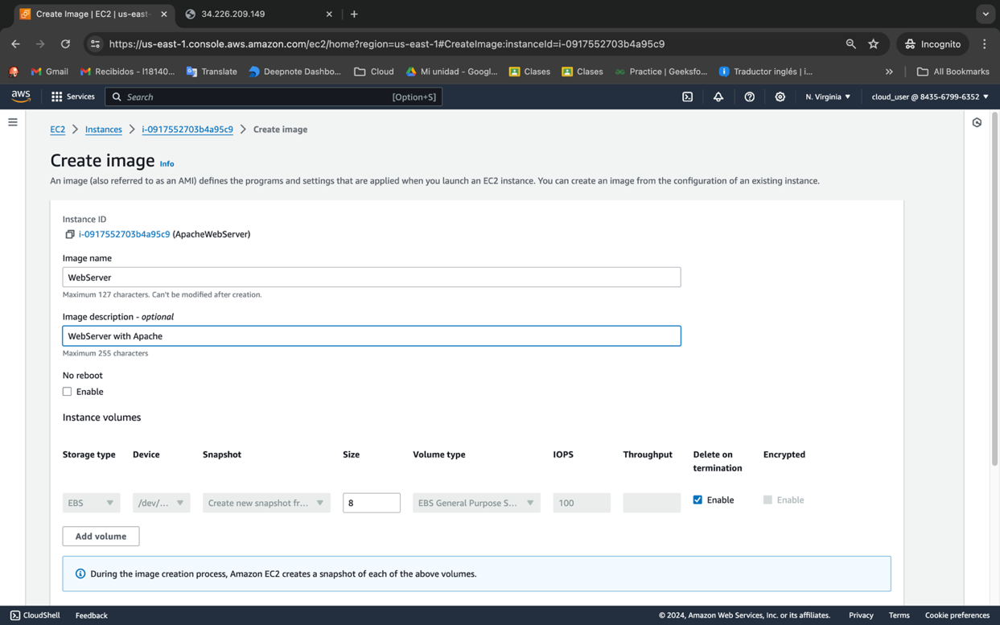 Create Image | EC2 | us-east-
34.226.209.149
https://us-east-1.console.aws.amazon.com/ec2/home?region=us-east-1#CreateImage:instanceId=i-0917552703b4a95c9
Incognito
Gmail
Recibidos - l18140...
Translate
Deepnote Dashbo...
Cloud
Mi unidad - Googl...
Clases
Clases
Practice | Geeksfo...
Traductor inglés | i...
All Bookmarks
aws
Services
Search
[Option+S]
N. Virginia
cloud_user @ 8435-6799-6352
EC2 > Instances > i-0917552703b4a95c9 > Create image
Create image Info
An image (also referred to as an AMI) defines the programs and settings that are applied when you launch an EC2 instance. You can create an image from the configuration of an existing instance.
Instance ID
i-0917552703b4a95c9 (ApacheWebServer)
Image name
WebServer
Maximum 127 characters. Can't be modified after creation.
Image description - optional
WebServer with Apache
Maximum 255 characters
No reboot
Enable
Instance volumes
Storage type
Device
Snapshot
Size
Volume type
IOPS
Throughput
Delete on
termination
Encrypted
EBS
/dev/...
Create new snapshot fr...
8
EBS General Purpose S...
100
Enable
Enable
Add volume
During the image creation process, Amazon EC2 creates a snapshot of each of the above volumes.
CloudShell
Feedback
© 2024, Amazon Web Services, Inc. or its affiliates.
Privacy
Terms
Cookie preferences